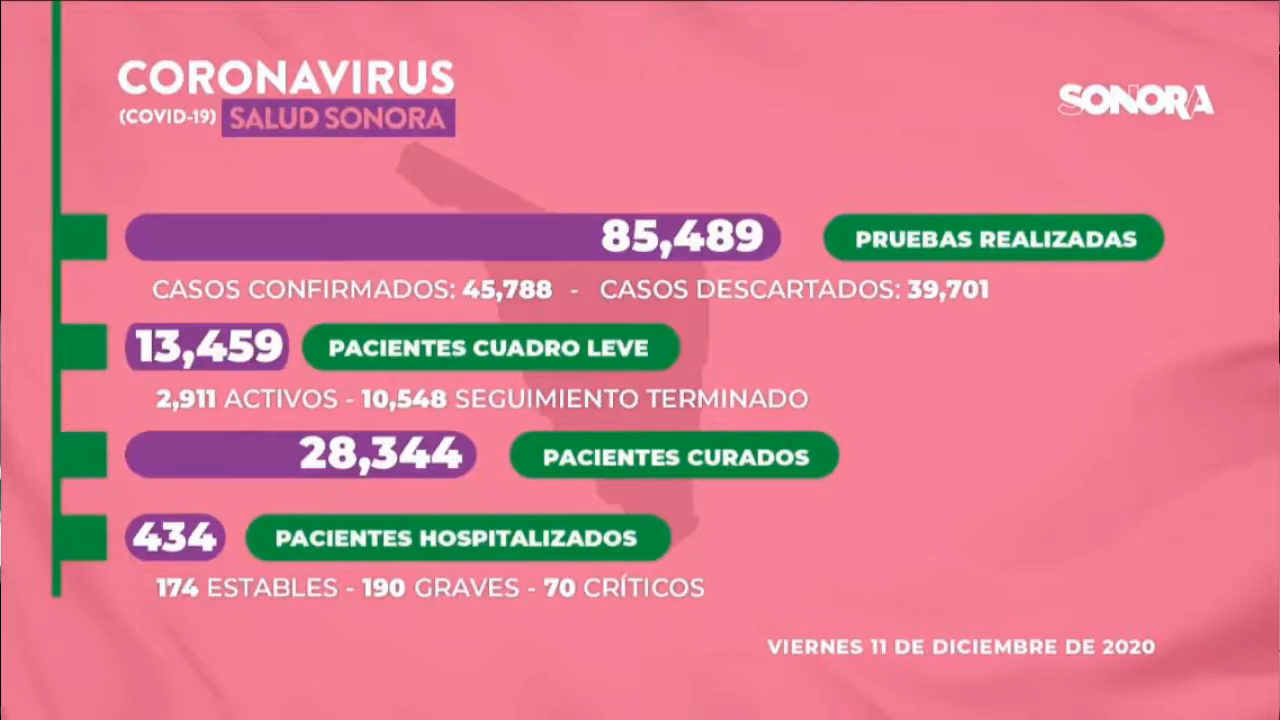 CORONAVIRUS
(COVID-19) SALUD SONORA
SONORA
85,489 PRUEBAS REALIZADAS
CASOS CONFIRMADOS: 45,788 - CASOS DESCARTADOS: 39,701
13,459 PACIENTES CUADRO LEVE
2,911 ACTIVOS - 10,548 SEGUIMIENTO TERMINADO
28,344 PACIENTES CURADOS
434 PACIENTES HOSPITALIZADOS
174 ESTABLES - 190 GRAVES - 70 CRÍTICOS
VIERNES 11 DE DICIEMBRE DE 2020